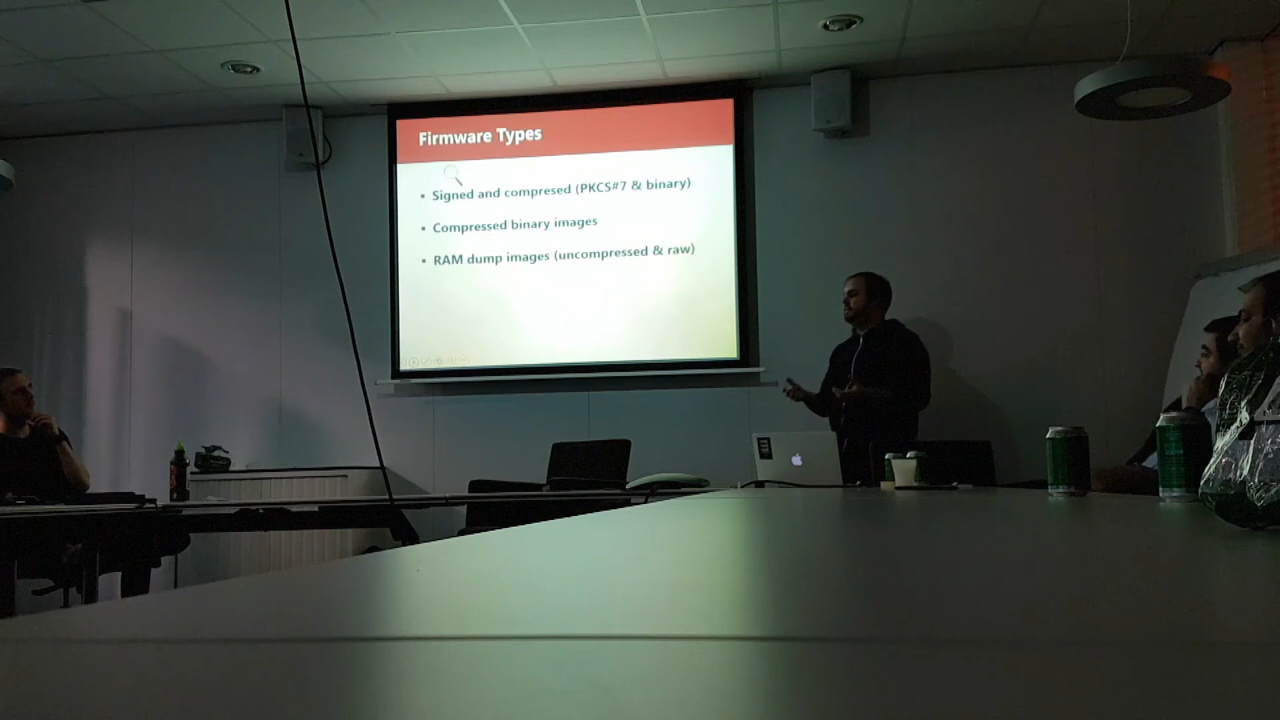 Firmware Types
• Signed and compresed (PKCS#7 & binary)
• Compressed binary images
• RAM dump images (uncompressed & raw)